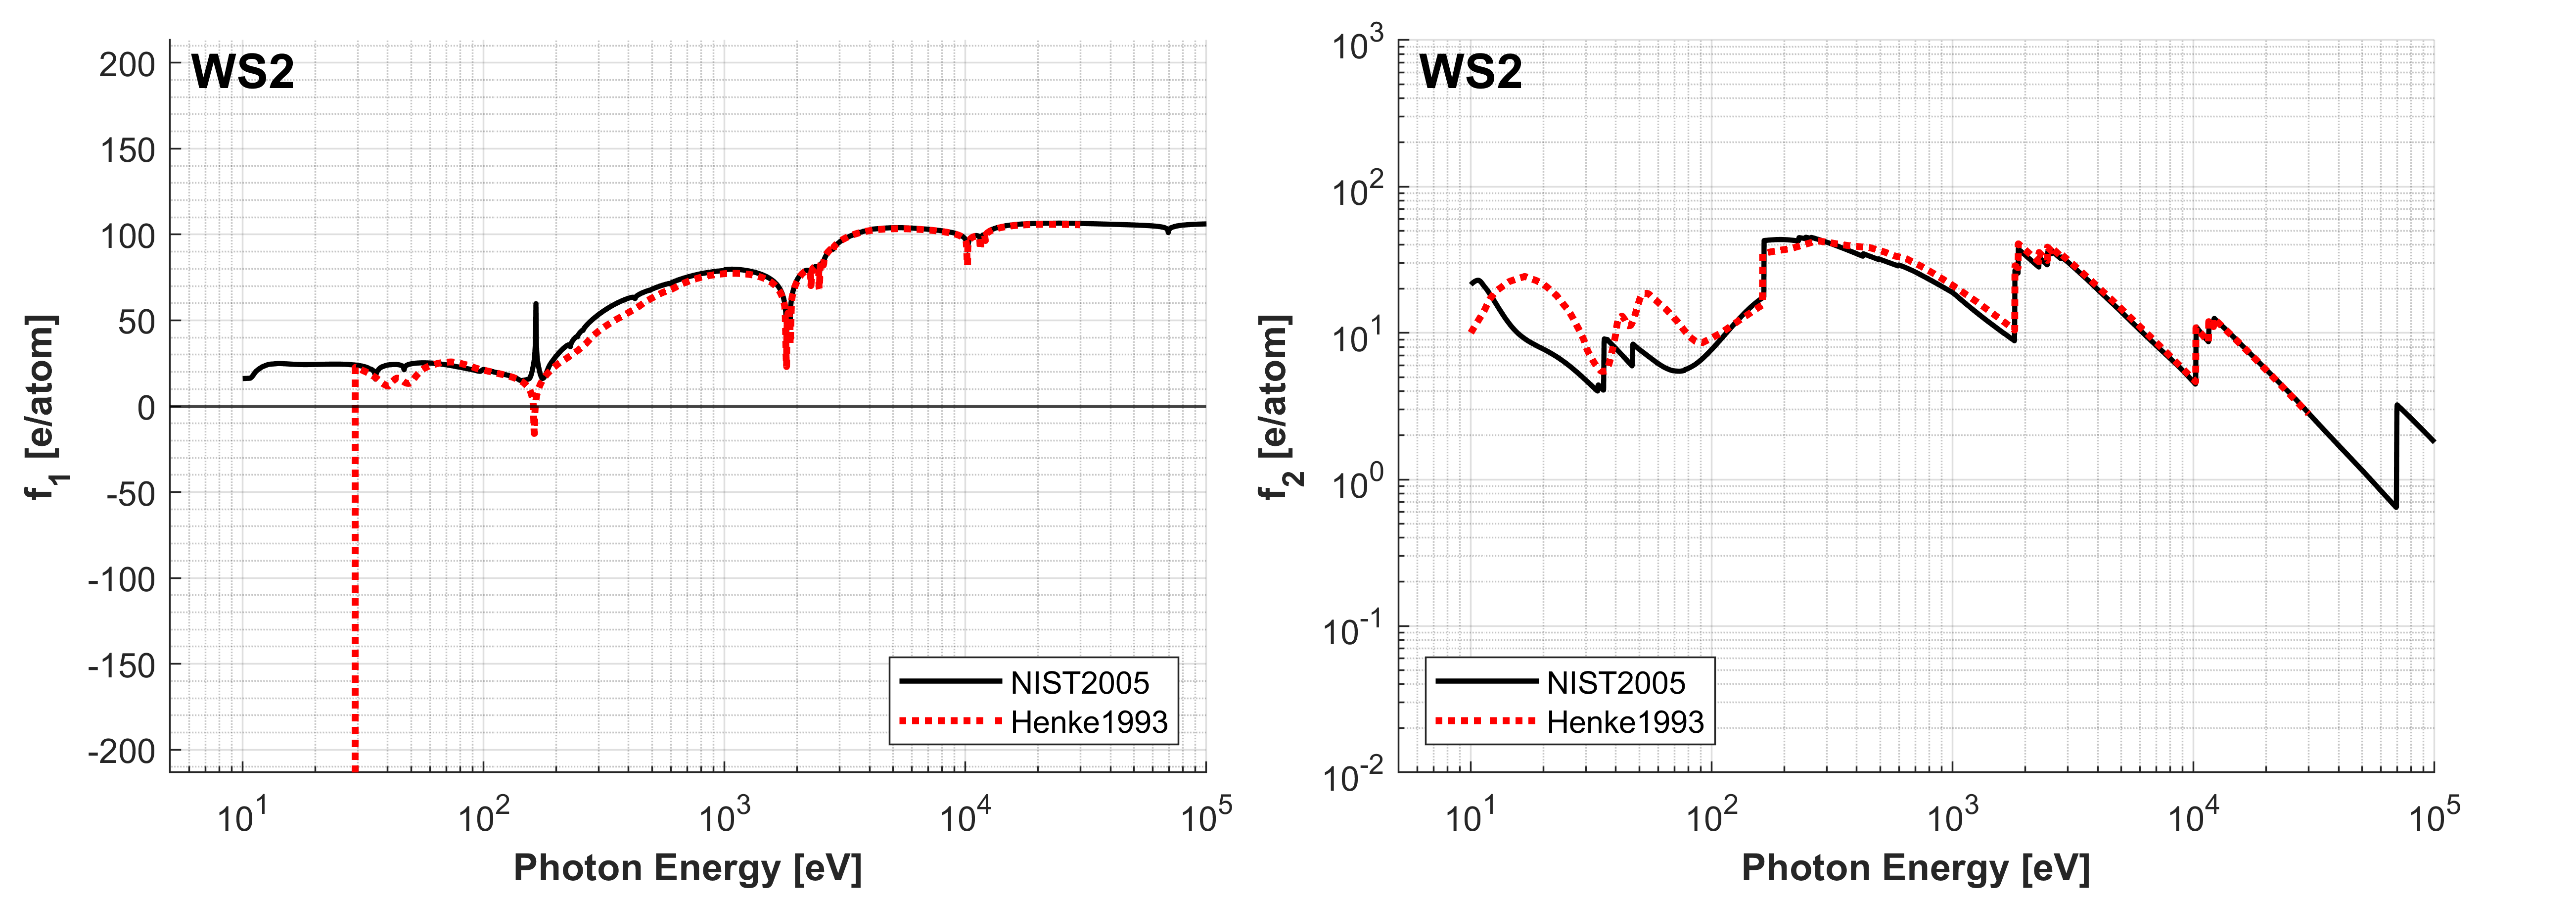 WS2
200
150
100
50
0
-50
-100
-150
-200
f1 [e/atom]
NIST2005
Henke1993
10^1 10^2 10^3 10^4 10^5
Photon Energy [eV]
WS2
10^3
10^2
10^1
10^0
10^-1
10^-2
f2 [e/atom]
NIST2005
Henke1993
10^1 10^2 10^3 10^4 10^5
Photon Energy [eV]